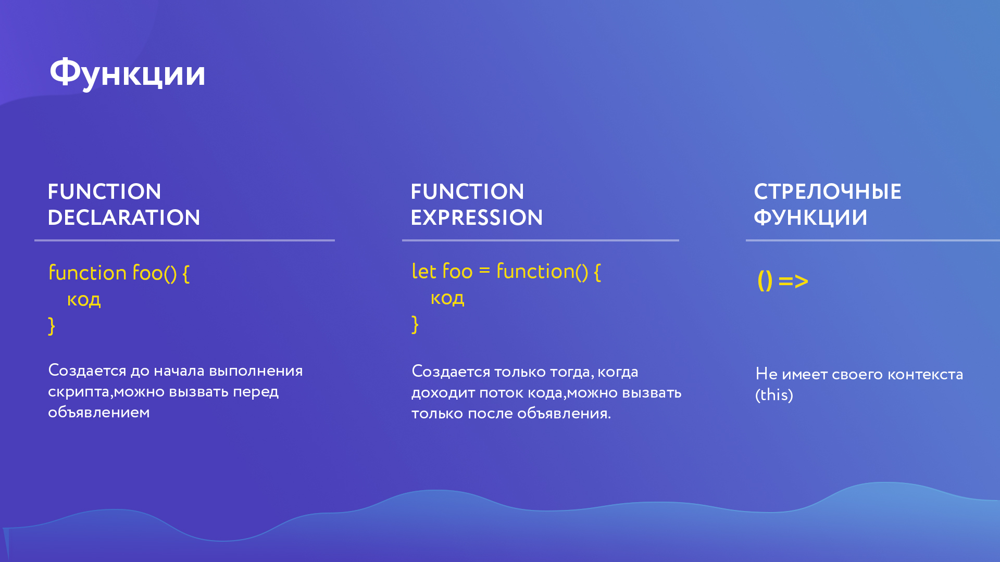 Функции
FUNCTION
DECLARATION
function foo() {
код
}
Создается до начала выполнения
скрипта,можно вызвать перед
объявлением
FUNCTION
EXPRESSION
let foo = function() {
код
}
Создается только тогда, когда
доходит поток кода,можно вызвать
только после объявления.
СТРЕЛОЧНЫЕ
ФУНКЦИИ
() =>
Не имеет своего контекста
(this)